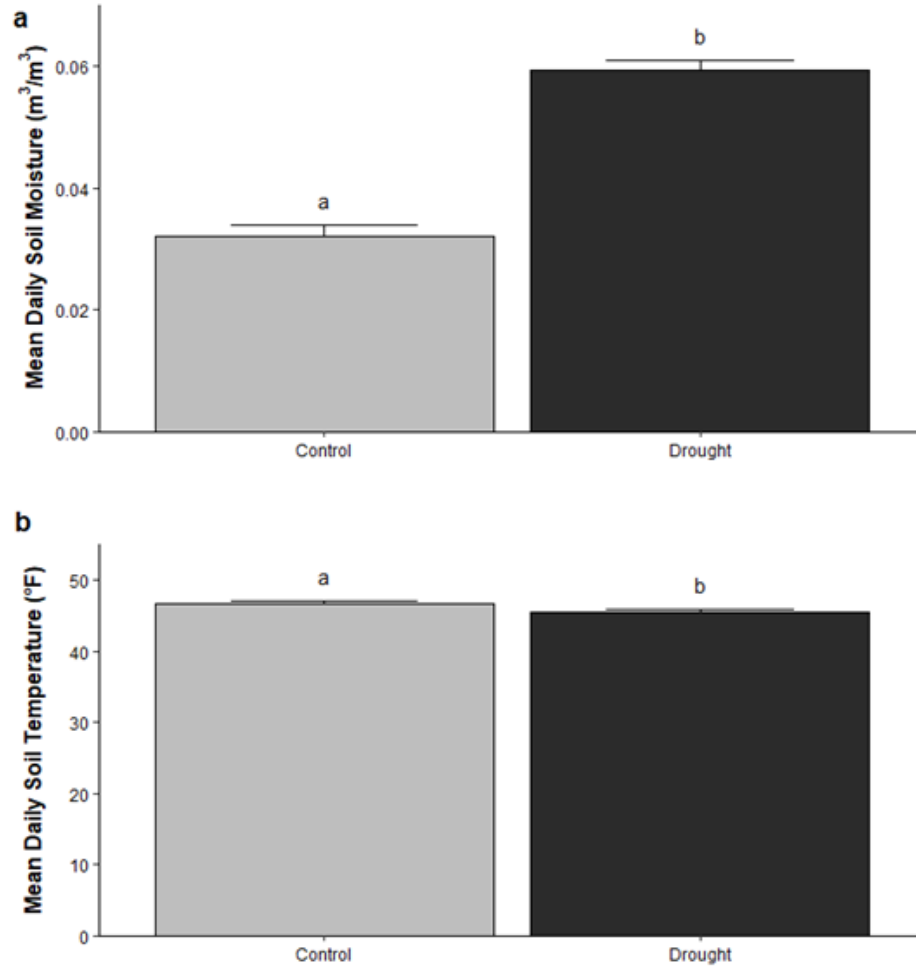 a
Mean Daily Soil Moisture (m³/m³)
0.06
0.04
0.02
0.00
a
b
Control
Drought
b
Mean Daily Soil Temperature (°F)
50
40
30
20
10
0
a
b
Control
Drought